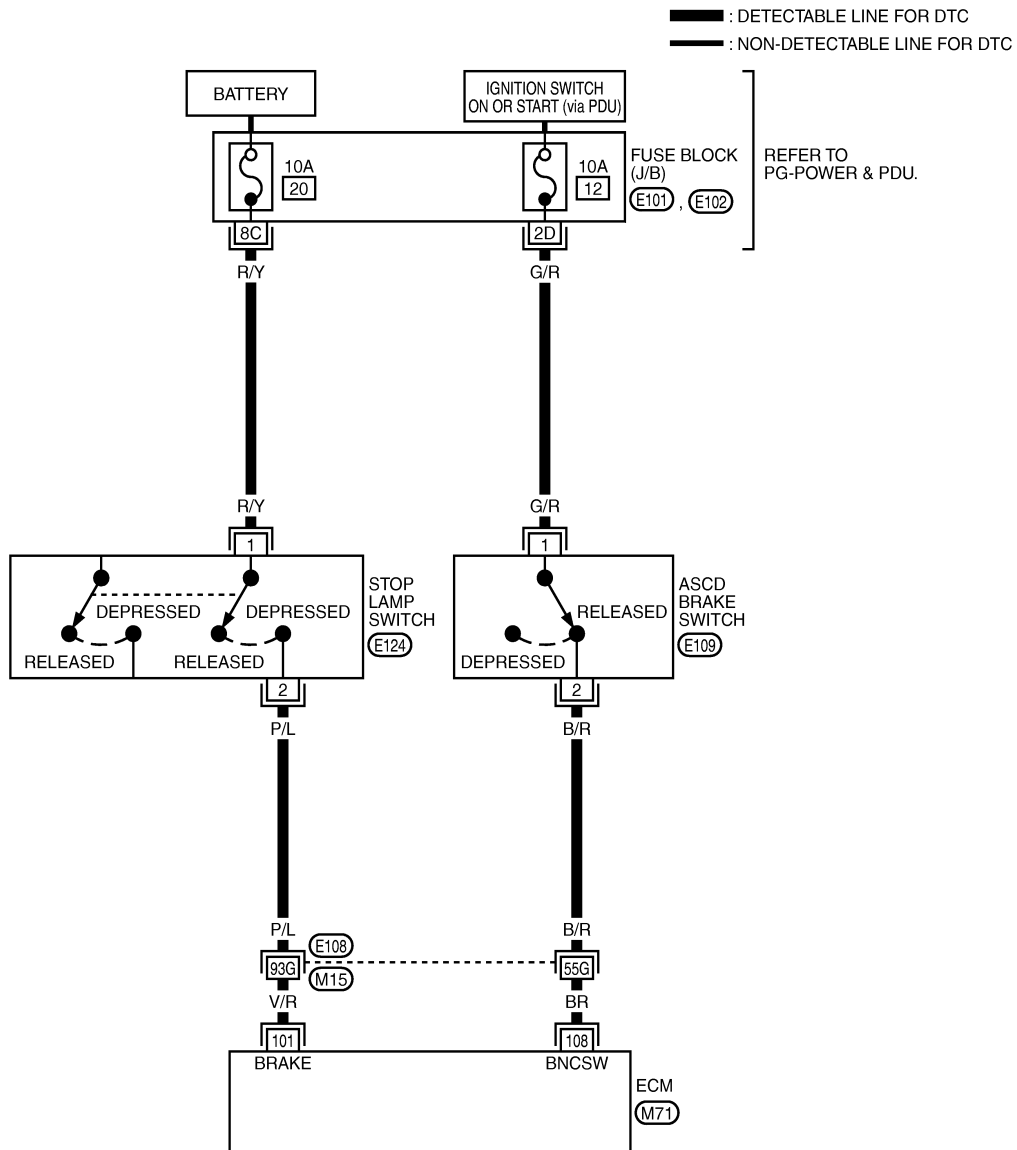 : DETECTABLE LINE FOR DTC
: NON-DETECTABLE LINE FOR DTC
BATTERY
IGNITION SWITCH
ON OR START (via PDU)
10A
20
10A
12
FUSE BLOCK
(J/B)
E101 , E102
REFER TO
PG-POWER & PDU.
8C
2D
R/Y
G/R
R/Y
G/R
1
1
DEPRESSED
DEPRESSED
RELEASED
RELEASED
STOP
LAMP
SWITCH
E124
RELEASED
DEPRESSED
ASCD
BRAKE
SWITCH
E109
2
2
P/L
B/R
P/L
B/R
E108
93G
M15
55G
V/R
BR
101
108
BRAKE
BNCSW
ECM
M71